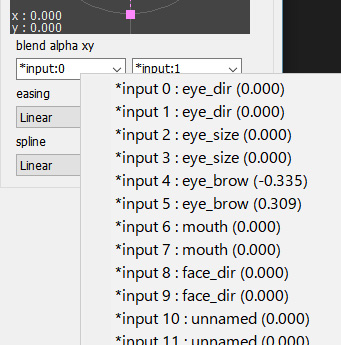 x : 0.000
y : 0.000
blend alpha xy
*input:0 *input:1
easing
Linear
spline
Linear
*input 0 : eye_dir (0.000)
*input 1 : eye_dir (0.000)
*input 2 : eye_size (0.000)
*input 3 : eye_size (0.000)
*input 4 : eye_brow (-0.335)
*input 5 : eye_brow (0.309)
*input 6 : mouth (0.000)
*input 7 : mouth (0.000)
*input 8 : face_dir (0.000)
*input 9 : face_dir (0.000)
*input 10 : unnamed (0.000)
*input 11 : unnamed (0.000)